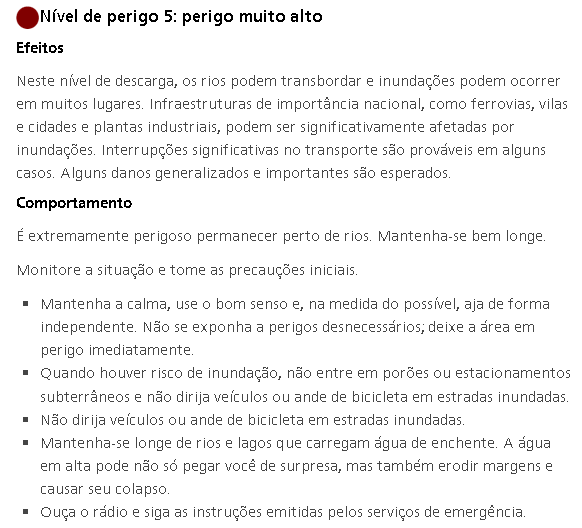 Nível de perigo 5: perigo muito alto
Efeitos
Neste nível de descarga, os rios podem transbordar e inundações podem ocorrer
em muitos lugares. Infraestruturas de importância nacional, como ferrovias, vilas
e cidades e plantas industriais, podem ser significativamente afetadas por
inundações. Interrupções significativas no transporte são prováveis em alguns
casos. Alguns danos generalizados e importantes são esperados.
Comportamento
É extremamente perigoso permanecer perto de rios. Mantenha-se bem longe.
Monitore a situação e tome as precauções iniciais.
▪ Mantenha a calma, use o bom senso e, na medida do possível, aja de forma
independente. Não se exponha a perigos desnecessários; deixe a área em
perigo imediatamente.
▪ Quando houver risco de inundação, não entre em porões ou estacionamentos
subterrâneos e não dirija veículos ou ande de bicicleta em estradas inundadas.
▪ Não dirija veículos ou ande de bicicleta em estradas inundadas.
▪ Mantenha-se longe de rios e lagos que carregam água de enchente. A água
em alta pode não só pegar você de surpresa, mas também erodir margens e
causar seu colapso.
▪ Ouça o rádio e siga as instruções emitidas pelos serviços de emergência.